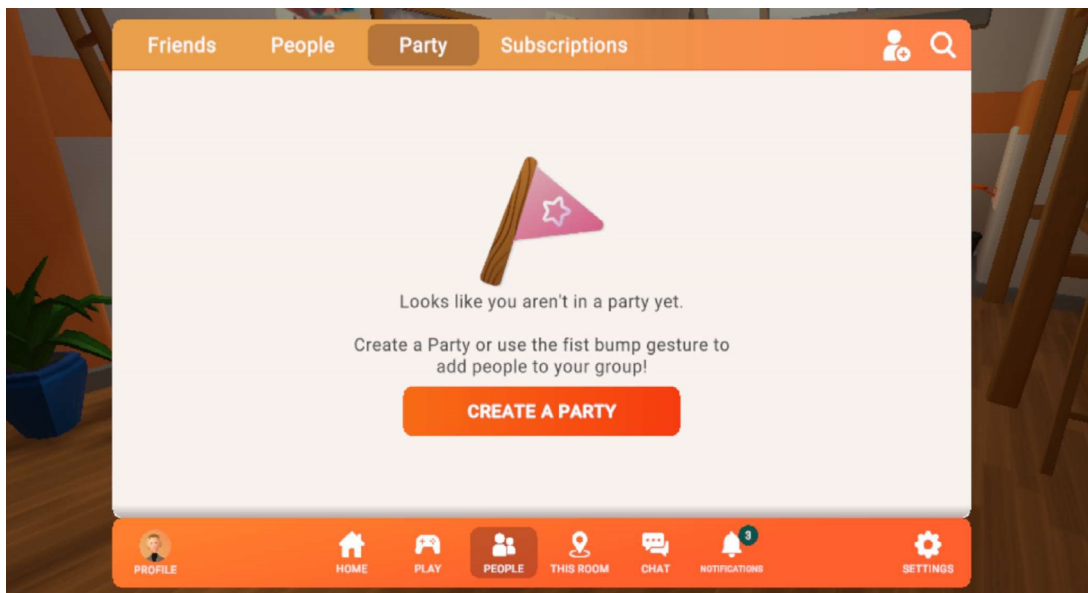 Friends People Party Subscriptions
Looks like you aren't in a party yet.
Create a Party or use the fist bump gesture to
add people to your group!
CREATE A PARTY
3
PROFILE HOME PLAY PEOPLE THIS ROOM CHAT NOTIFICATIONS SETTINGS